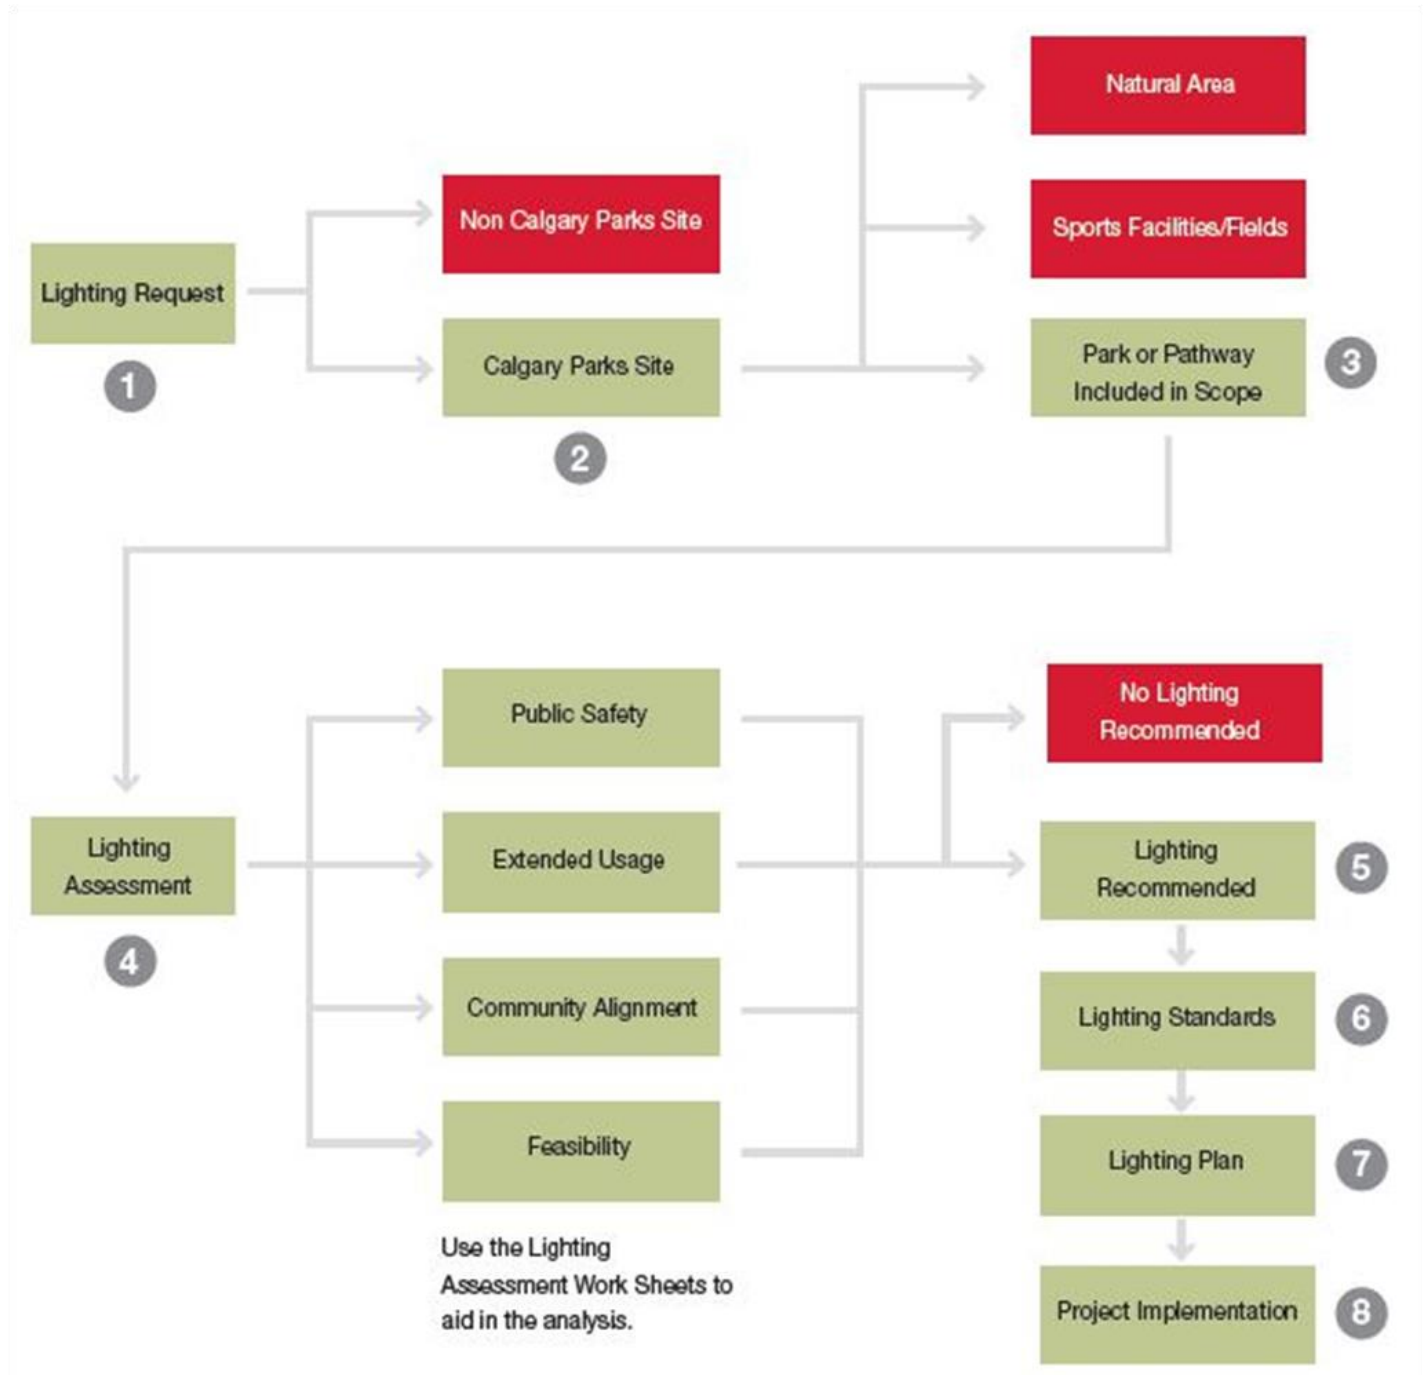 Natural Area
Non Calgary Parks Site
Sports Facilities/Fields
Lighting Request
1
Calgary Parks Site
2
Park or Pathway
Included in Scope
3
Public Safety
No Lighting
Recommended
Lighting
Assessment
4
Extended Usage
Lighting
Recommended
5
Community Alignment
Lighting Standards
6
Feasibility
Lighting Plan
7
Use the Lighting
Assessment Work Sheets to
aid in the analysis.
Project Implementation
8